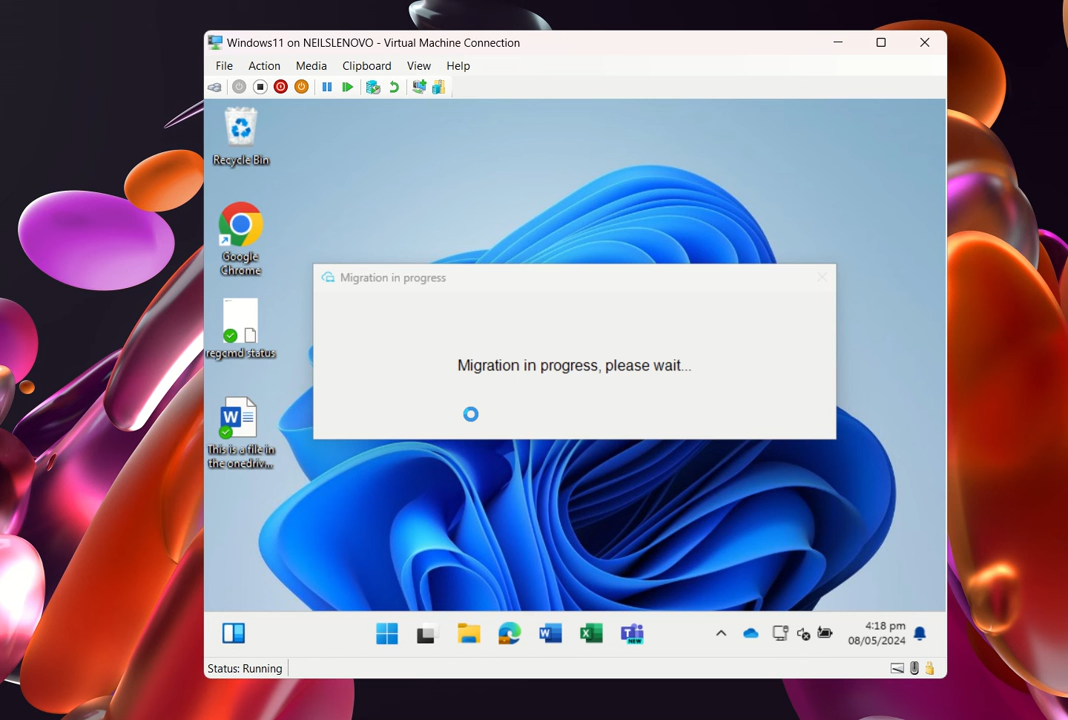 Windows11 on NEILSLENOVO - Virtual Machine Connection
File Action Media Clipboard View Help
Recycle Bin
Google
Chrome
Migration in progress
Migration in progress, please wait...
regcmd status
W
This is a file in
the onedriv...
W
X
T
NEW
4:18 pm
08/05/2024
Status: Running